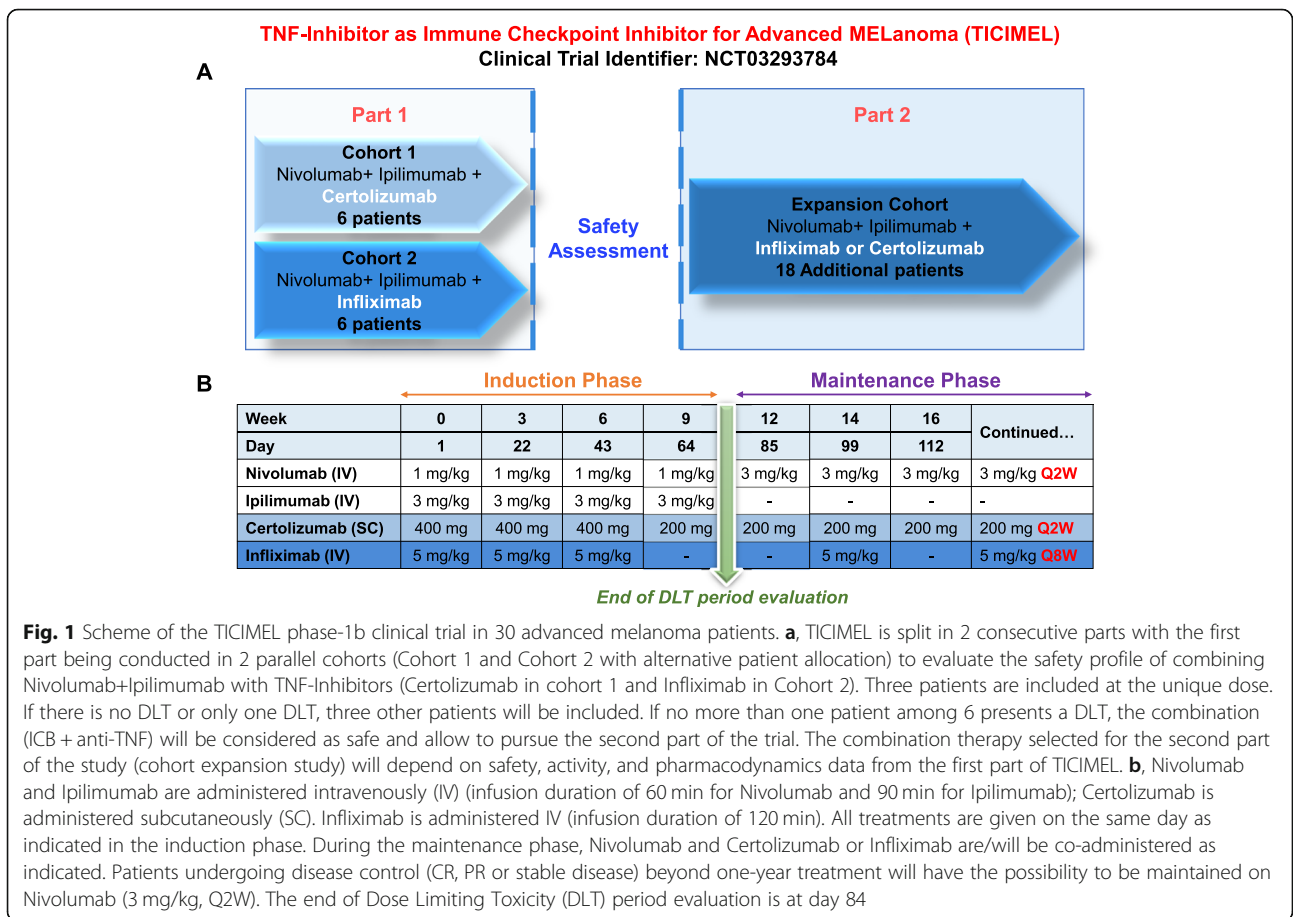 TNF-Inhibitor as Immune Checkpoint Inhibitor for Advanced MELanoma (TICIMEL)
Clinical Trial Identifier: NCT03293784
A
Part 1
Cohort 1
Nivolumab+ Ipilimumab +
Certolizumab
6 patients
Cohort 2
Nivolumab+ Ipilimumab +
Infliximab
6 patients
Safety
Assessment
Part 2
Expansion Cohort
Nivolumab+ Ipilimumab +
Infliximab or Certolizumab
18 Additional patients
B
Induction Phase
Maintenance Phase
Week 0 3 6 9 12 14 16 Continued...
Day 1 22 43 64 85 99 112
Nivolumab (IV) 1 mg/kg 1 mg/kg 1 mg/kg 1 mg/kg 3 mg/kg 3 mg/kg 3 mg/kg 3 mg/kg Q2W
Ipilimumab (IV) 3 mg/kg 3 mg/kg 3 mg/kg 3 mg/kg - - - -
Certolizumab (SC) 400 mg 400 mg 400 mg 200 mg 200 mg 200 mg 200 mg 200 mg Q2W
Infliximab (IV) 5 mg/kg 5 mg/kg 5 mg/kg - - 5 mg/kg - 5 mg/kg Q8W
End of DLT period evaluation
Fig. 1 Scheme of the TICIMEL phase-1b clinical trial in 30 advanced melanoma patients. a, TICIMEL is split in 2 consecutive parts with the first
part being conducted in 2 parallel cohorts (Cohort 1 and Cohort 2 with alternative patient allocation) to evaluate the safety profile of combining
Nivolumab+Ipilimumab with TNF-Inhibitors (Certolizumab in cohort 1 and Infliximab in Cohort 2). Three patients are included at the unique dose.
If there is no DLT or only one DLT, three other patients will be included. If no more than one patient among 6 presents a DLT, the combination
(ICB + anti-TNF) will be considered as safe and allow to pursue the second part of the trial. The combination therapy selected for the second part
of the study (cohort expansion study) will depend on safety, activity, and pharmacodynamics data from the first part of TICIMEL. b, Nivolumab
and Ipilimumab are administered intravenously (IV) (infusion duration of 60 min for Nivolumab and 90 min for Ipilumab); Certolizumab is
administered subcutaneously (SC). Infliximab is administered IV (infusion duration of 120 min). All treatments are given on the same day as
indicated in the induction phase. During the maintenance phase, Nivolumab and Certolizumab or Infliximab are/will be co-administered as
indicated. Patients undergoing disease control (CR, PR or stable disease) beyond one-year treatment will have the possibility to be maintained on
Nivolumab (3 mg/kg, Q2W). The end of Dose Limiting Toxicity (DLT) period evaluation is at day 84